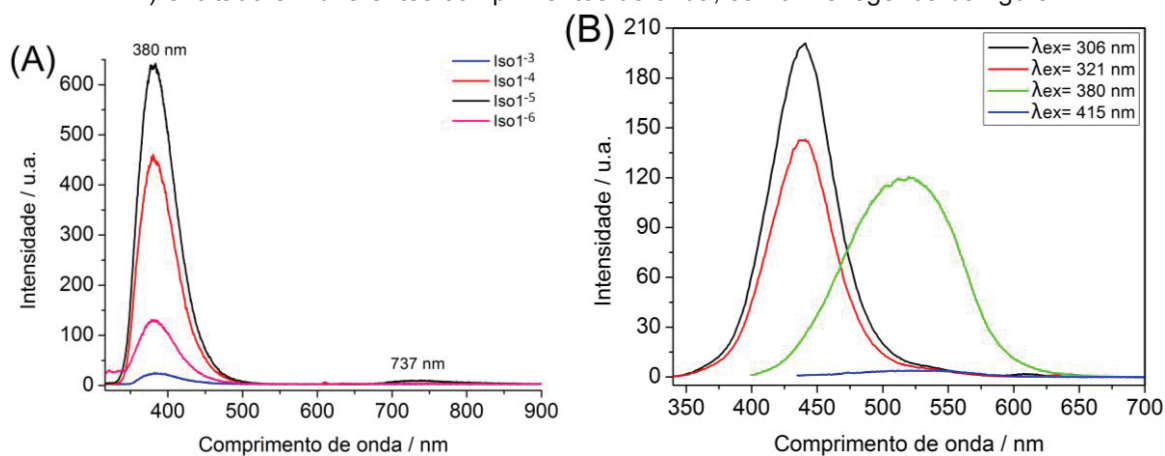 (A)
380 nm
Iso1-3
Iso1-4
Iso1-5
Iso1-6
737 nm
Intensidade / u.a.
600
500
400
300
200
100
0
400 500 600 700 800 900
Comprimento de onda / nm
(B)
λex= 306 nm
λex= 321 nm
λex= 380 nm
λex= 415 nm
Intensidade / u.a.
210
180
150
120
90
60
30
0
350 400 450 500 550 600 650 700
Comprimento de onda / nm